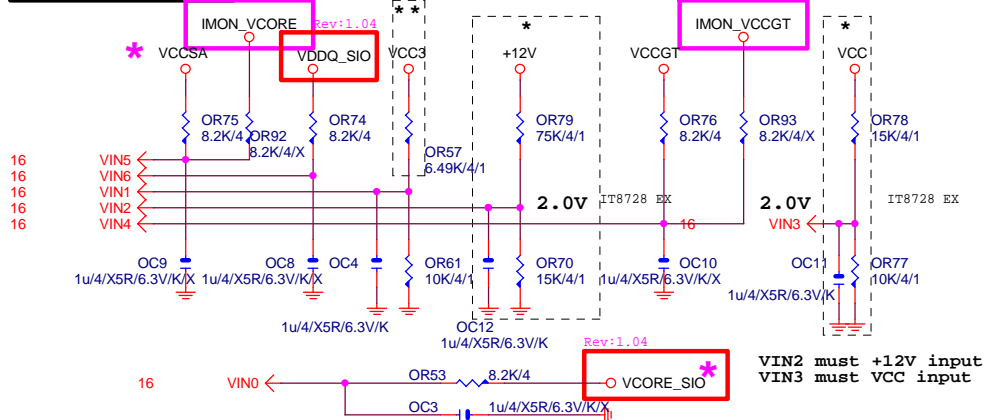 IMON_VCORE
Rev:1.04
* *
*
IMON_VCCGT
*
* VCCSA
VDDQ_SIO
VCC3
+12V
VCCGT
VCC
OR75
8.2K/4
OR92
8.2K/4/X
OR74
8.2K/4
OR79
75K/4/1
OR76
8.2K/4
OR93
8.2K/4/X
OR78
15K/4/1
OR57
6.49K/4/1
16 VIN5
16 VIN6
16 VIN1
16 VIN2
16 VIN4
2.0V
IT8728 EX
16
2.0V
VIN3
IT8728 EX
OC9
1u/4/X5R/6.3V/K/X
OC8
1u/4/X5R/6.3V/K/X
OC4
1u/4/X5R/6.3V/K
OR61
10K/4/1
OC12
1u/4/X5R/6.3V/K
OR70
15K/4/1
OC10
1u/4/X5R/6.3V/K/X
OC11
1u/4/X5R/6.3V/K
OR77
10K/4/1
Rev:1.04
VIN2 must +12V input
VIN3 must VCC input
16 VIN0
OR53
8.2K/4
VCORE_SIO *
OC3
1u/4/X5R/6.3V/K/X